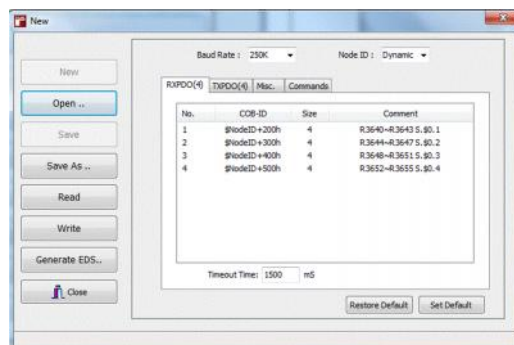 New
Baud Rate : 250K Node ID : Dynamic
New
Open ..
Save
Save As ..
Read
Write
Generate EDS..
Close
RXPDO(4) TXPDO(4) Misc. Commands
No. COB-ID Size Comment
1 $NodeID+200h 4 R3640~R3643 S.$0.1
2 $NodeID+300h 4 R3644~R3647 S.$0.2
3 $NodeID+400h 4 R3648~R3651 S.$0.3
4 $NodeID+500h 4 R3652~R3655 S.$0.4
Timeout Time: 1500 mS
Restore Default Set Default